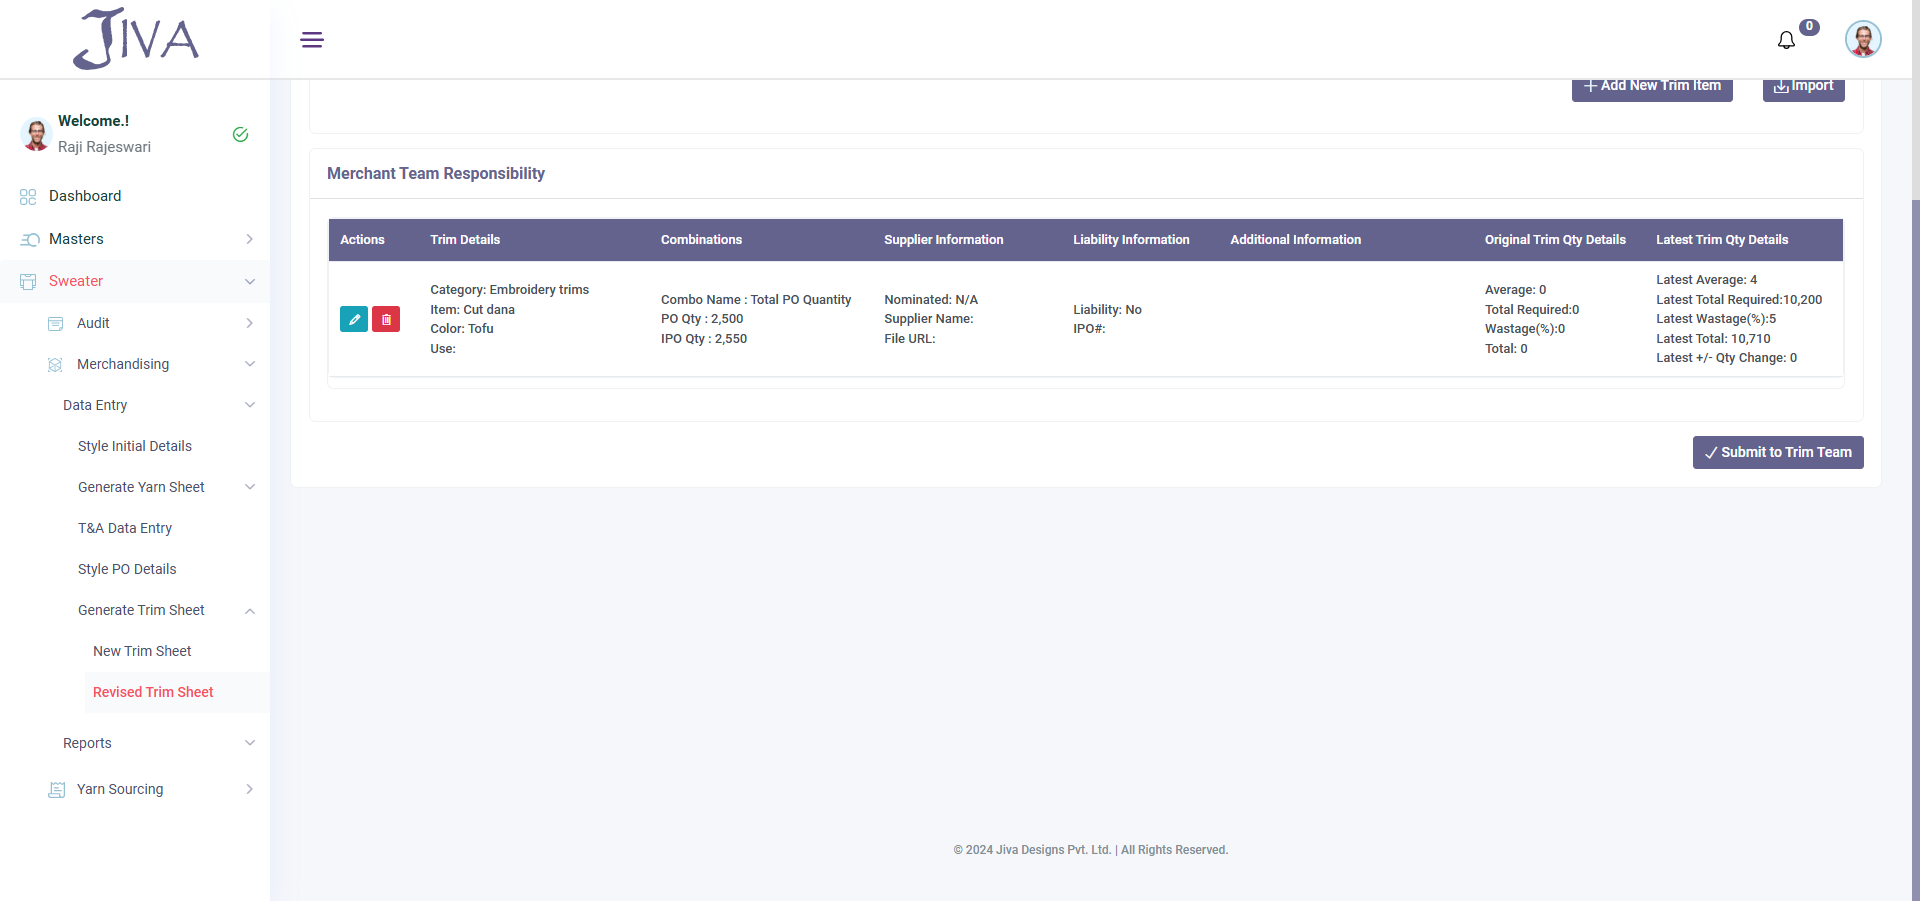 JIVA
0
Welcome.!
Raji Rajeswari
Dashboard
Masters
Sweater
Audit
Merchandising
Data Entry
Style Initial Details
Generate Yarn Sheet
T&A Data Entry
Style PO Details
Generate Trim Sheet
New Trim Sheet
Revised Trim Sheet
Reports
Yarn Sourcing
Add New Trim Item
Import
Merchant Team Responsibility
Actions Trim Details Combinations Supplier Information Liability Information Additional Information Original Trim Qty Details Latest Trim Qty Details
Category: Embroidery trims
Item: Cut dana
Color: Tofu
Use:
Combo Name : Total PO Quantity
PO Qty : 2,500
IPO Qty : 2,550
Nominated: N/A
Supplier Name:
File URL:
Liability: No
IPO#:
Average: 0
Total Required:0
Wastage(%):0
Total: 0
Latest Average: 4
Latest Total Required:10,200
Latest Wastage(%):5
Latest Total: 10,710
Latest +/- Qty Change: 0
Submit to Trim Team
© 2024 Jiva Designs Pvt. Ltd. | All Rights Reserved.